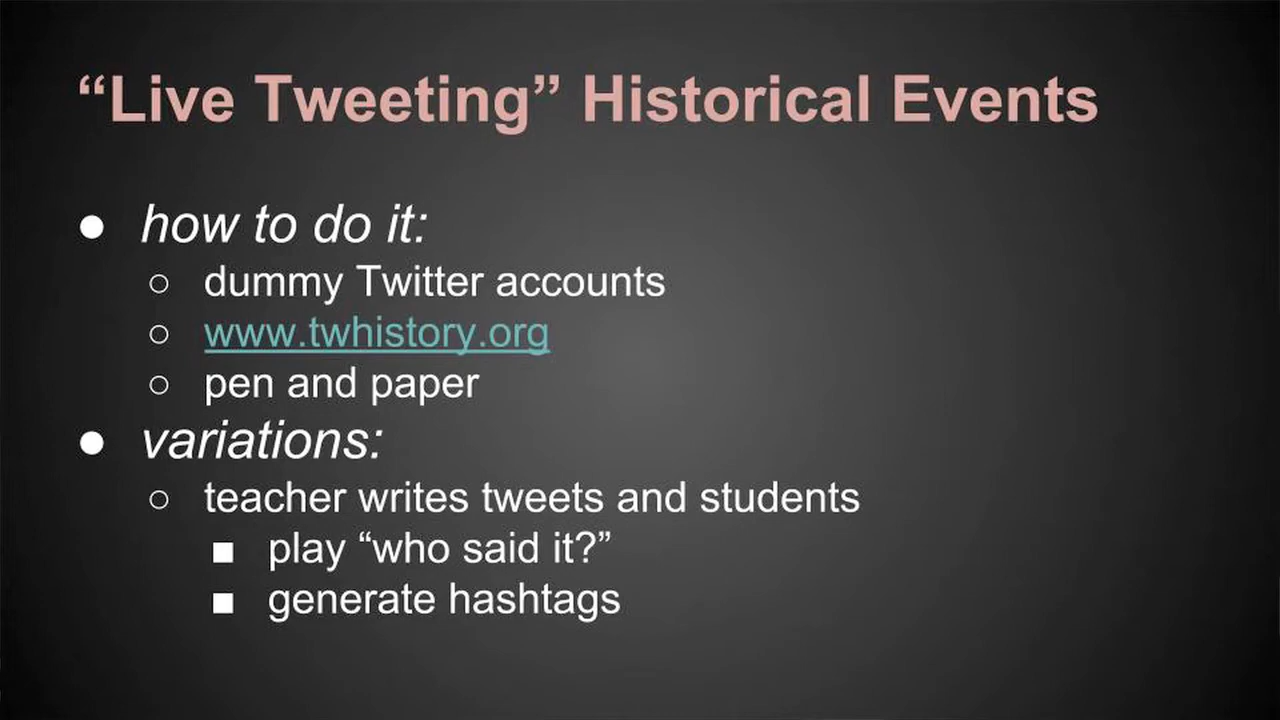 “Live Tweeting” Historical Events
● how to do it:
○ dummy Twitter accounts
○ www.twhistory.org
○ pen and paper
● variations:
○ teacher writes tweets and students
■ play “who said it?”
■ generate hashtags